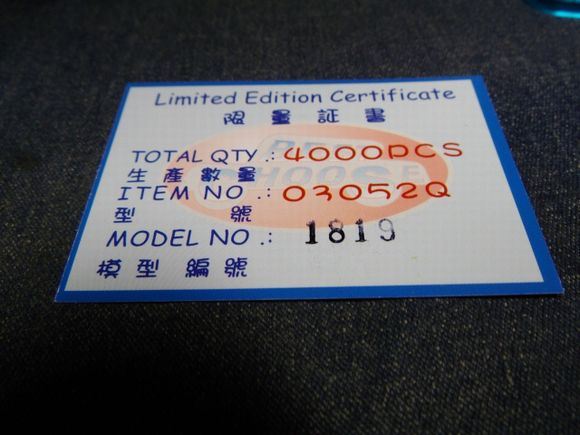 Limited Edition Certificate
限量証書
TOTAL QTY.: 4000PCS
生產數量
ITEM NO.: 03052Q
型號
MODEL NO.: 1819
模型編號